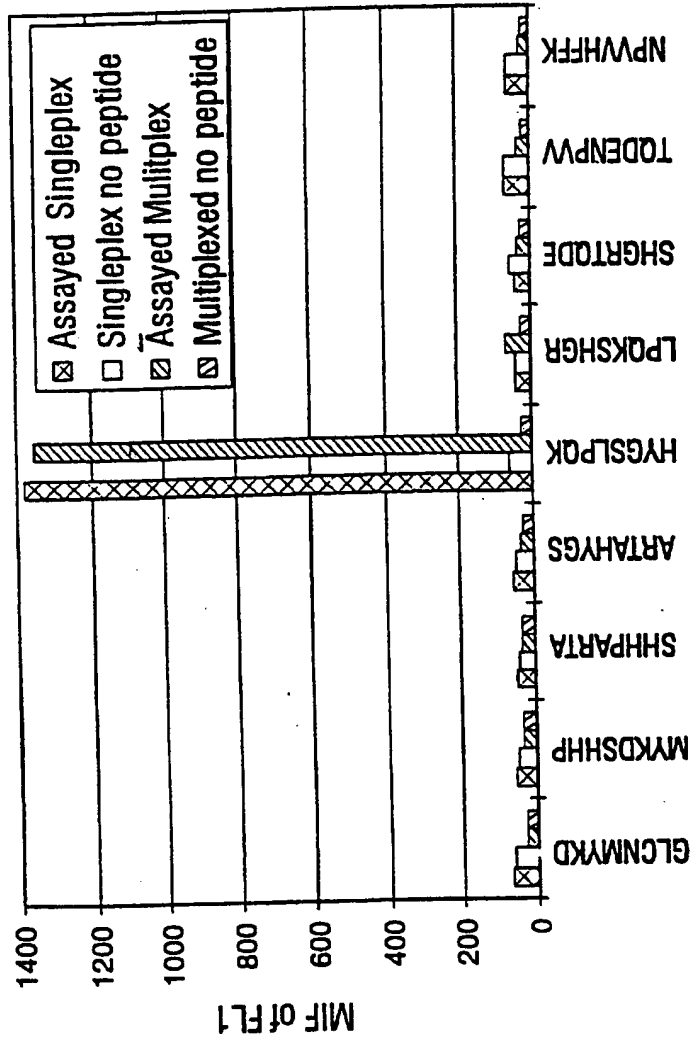 MIF of FL1
1400
1200
1000
800
600
400
200
0
Assayed Singleplex
Singleplex no peptide
Assayed Mulitplex
Multiplexed no peptide
GLCNMYKD
MYKDSHHP
SHHPARTA
ARTAHYGS
HYGSLPQK
LPQKSHGR
SHGRTQDE
TQDENPVV
NPVVHFFK